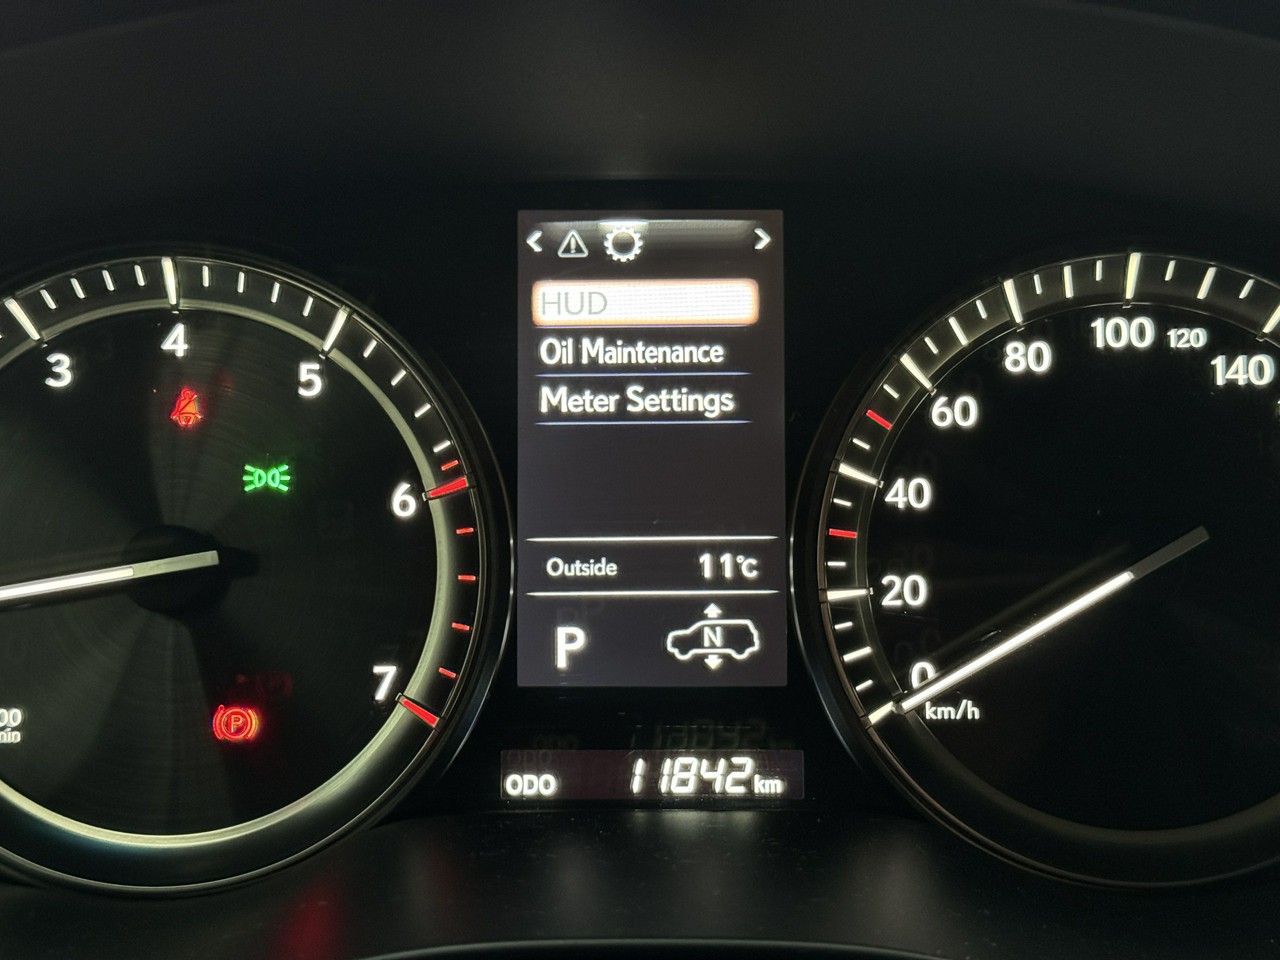 HUD
Oil Maintenance
Meter Settings
Outside 11℃
P N
ODO 11842 km
3
4
5
6
7
P
0
20
40
60
80
100
120
140
km/h